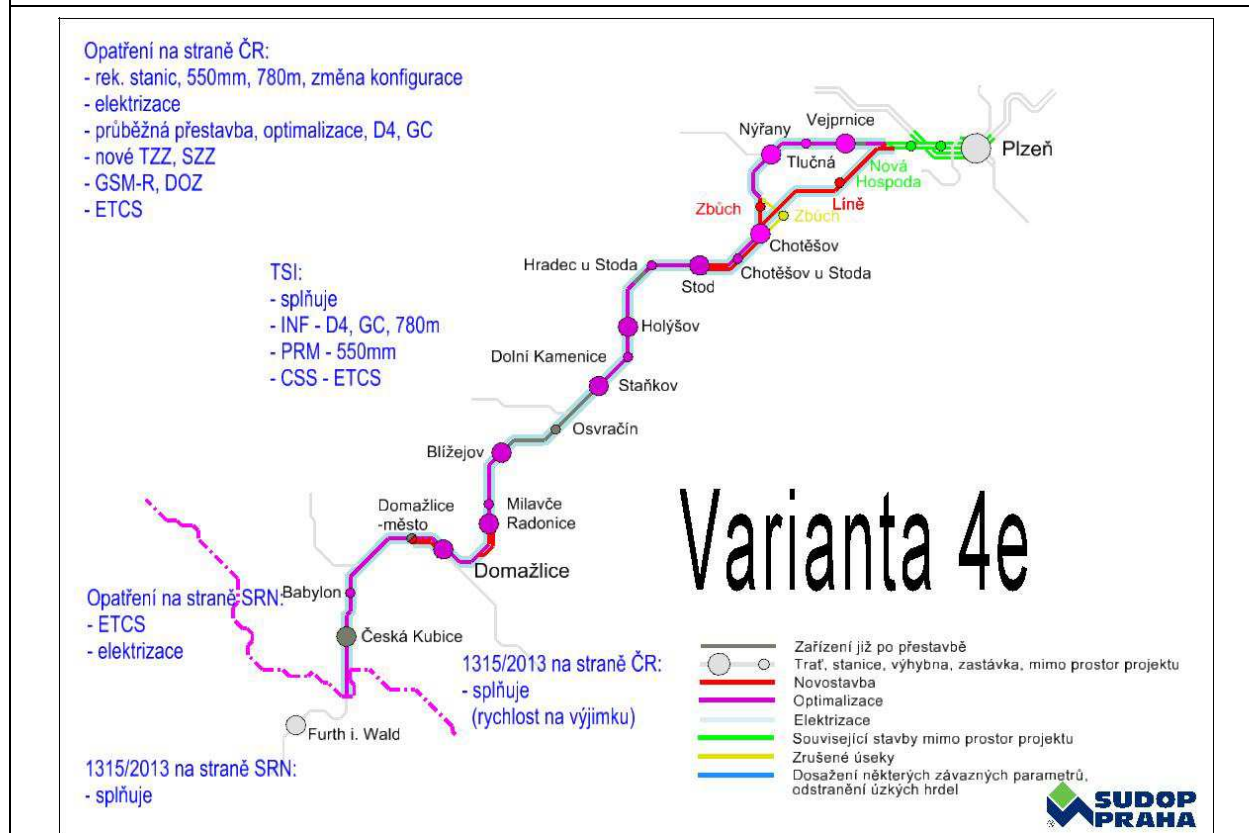 Opatření na straně ČR:
- rek. stanic, 550mm, 780m, změna konfigurace
- elektrizace
- průběžná přestavba, optimalizace, D4, GC
- nové TZZ, SZZ
- GSM-R, DOZ
- ETCS
Vejprnice
Nýřany
Tlučná
Plzeň
Nová
Hospoda
Líně
Zbůch
Zbůch
Chotěšov
TSI:
- splňuje
- INF - D4, GC, 780m
- PRM - 550mm
- CSS - ETCS
Hradec u Stoda
Chotěšov u Stoda
Stod
Holýšov
Dolní Kamenice
Staňkov
Osvračín
Blížejov
Milavče
Radonice
Domažlice
-město
Domažlice
Varianta 4e
Opatření na straně SRN:
- ETCS
- elektrizace
Babylon
Česká Kubice
1315/2013 na straně ČR:
- splňuje
(rychlost na výjimku)
Furth i. Wald
1315/2013 na straně SRN:
- splňuje
Zařízení již po přestavbě
Trať, stanice, výhybna, zastávka, mimo prostor projektu
Novostavba
Optimalizace
Elektrizace
Související stavby mimo prostor projektu
Zrušené úseky
Dosažení některých závazných parametrů,
odstranění úzkých hrdel
SUDOP
PRAHA